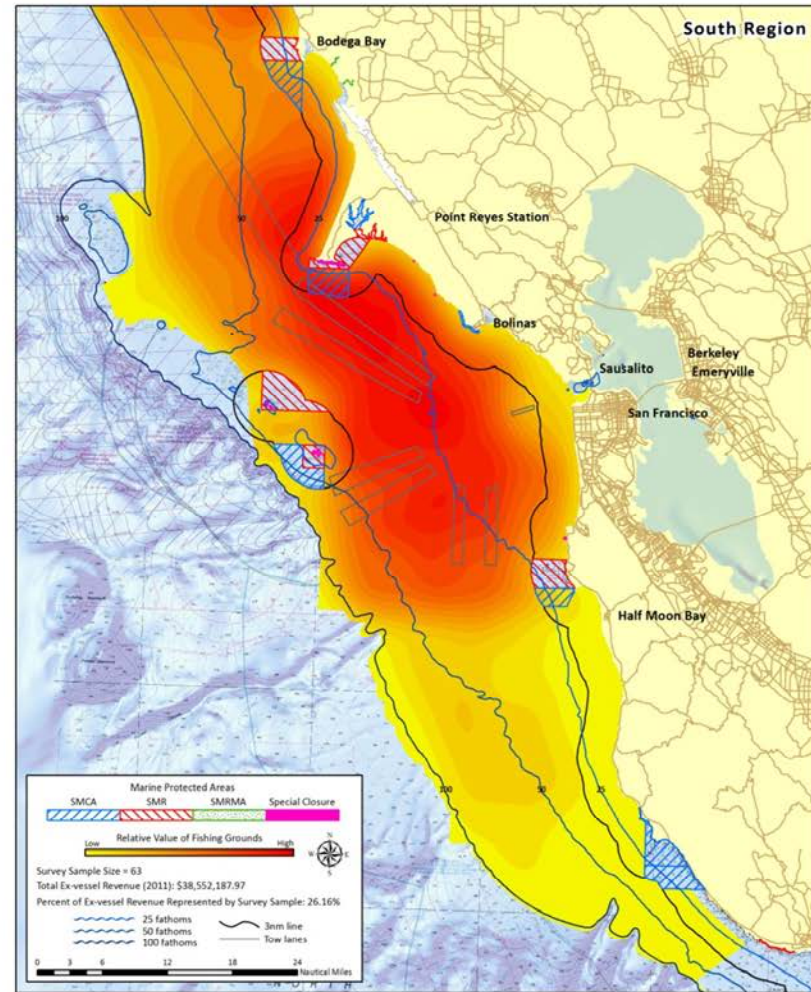 South Region
Bodega Bay
Point Reyes Station
100
50
25
Bolinas
Sausalito
Berkeley
Emeryville
San Francisco
Half Moon Bay
100
50
25
Marine Protected Areas
SMCA SMR SMRMA Special Closure
Relative Value of Fishing Grounds
Low High
N
W E
S
Survey Sample Size = 63
Total Ex-vessel Revenue (2011): $38,552,187.97
Percent of Ex-vessel Revenue Represented by Survey Sample: 26.16%
25 fathoms
50 fathoms
100 fathoms
3nm line
Tow lanes
0 3 6 12 18 24
Nautical Miles